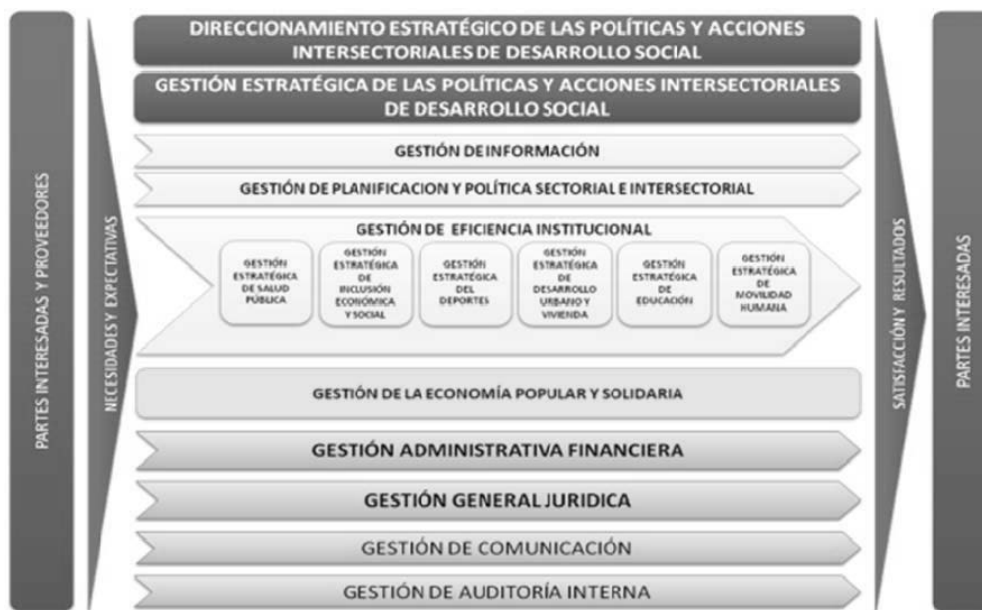 PARTES INTERESADAS Y PROVEEDORES
NECESIDADES Y EXPECTATIVAS
DIRECCIONAMIENTO ESTRATÉGICO DE LAS POLÍTICAS Y ACCIONES
INTERSECTORIALES DE DESARROLLO SOCIAL
GESTIÓN ESTRATÉGICA DE LAS POLÍTICAS Y ACCIONES INTERSECTORIALES
DE DESARROLLO SOCIAL
GESTIÓN DE INFORMACIÓN
GESTIÓN DE PLANIFICACION Y POLÍTICA SECTORIAL E INTERSECTORIAL
GESTIÓN DE EFICIENCIA INSTITUCIONAL
GESTIÓN
ESTRATÉGICA
DE SALUD
PÚBLICA
GESTIÓN
ESTRATÉGICA
DE
INCLUSIÓN
ECONÓMICA
Y SOCIAL
GESTIÓN
ESTRATÉGICA
DEL
DEPORTES
GESTIÓN
ESTRATÉGICA
DE
DESARROLLO
URBANO Y
VIVIENDA
GESTIÓN
ESTRATÉGICA
DE
EDUCACIÓN
GESTIÓN
ESTRATÉGICA
DE
MOVILIDAD
HUMANA
GESTIÓN DE LA ECONOMÍA POPULAR Y SOLIDARIA
GESTIÓN ADMINISTRATIVA FINANCIERA
GESTIÓN GENERAL JURIDICA
GESTIÓN DE COMUNICACIÓN
GESTIÓN DE AUDITORÍA INTERNA
SATISFACCIÓN Y RESULTADOS
PARTES INTERESADAS